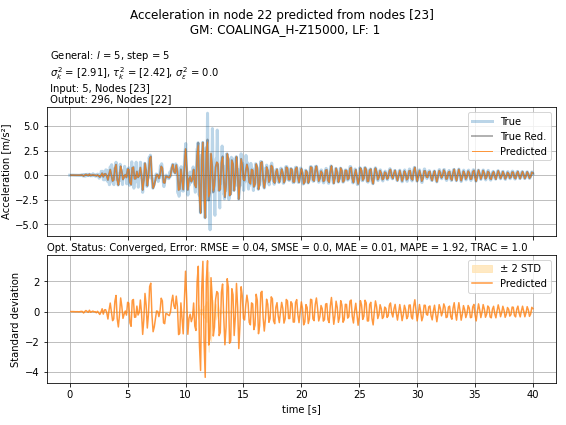 Acceleration in node 22 predicted from nodes [23]
GM: COALINGA_H-Z15000, LF: 1
General: l = 5, step = 5
σ²ₖ = [2.91], τ²ₖ = [2.42], σ²ε = 0.0
Input: 5, Nodes [23]
Output: 296, Nodes [22]
Acceleration [m/s²]
5.0
2.5
0.0
−2.5
−5.0
True
True Red.
Predicted
Opt. Status: Converged, Error: RMSE = 0.04, SMSE = 0.0, MAE = 0.01, MAPE = 1.92, TRAC = 1.0
Standard deviation
2
0
−2
−4
± 2 STD
Predicted
0
5
10
15
20
25
30
35
40
time [s]